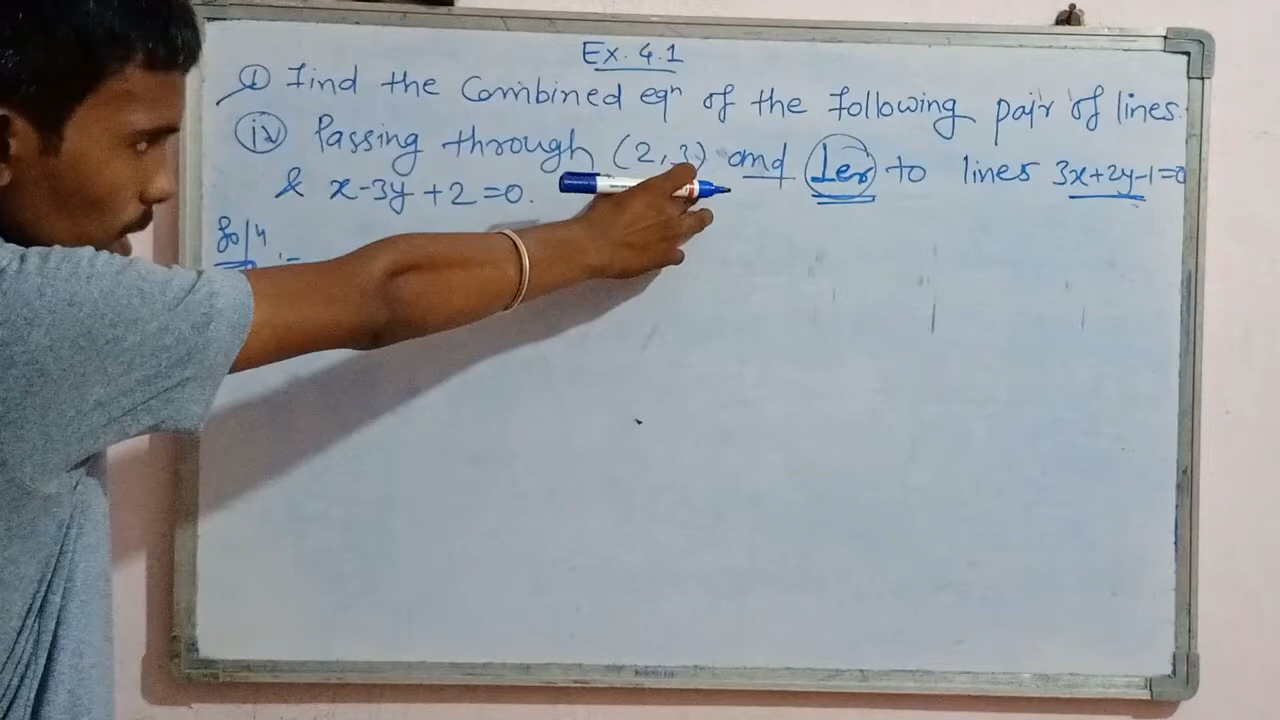 Ex. 4.1
① Find the Combined eqⁿ of the following pair of lines.
ⓘⓥ Passing through (2,3) and ⊥er to lines 3x+2y-1=0
& x-3y+2=0.
Solⁿ :-